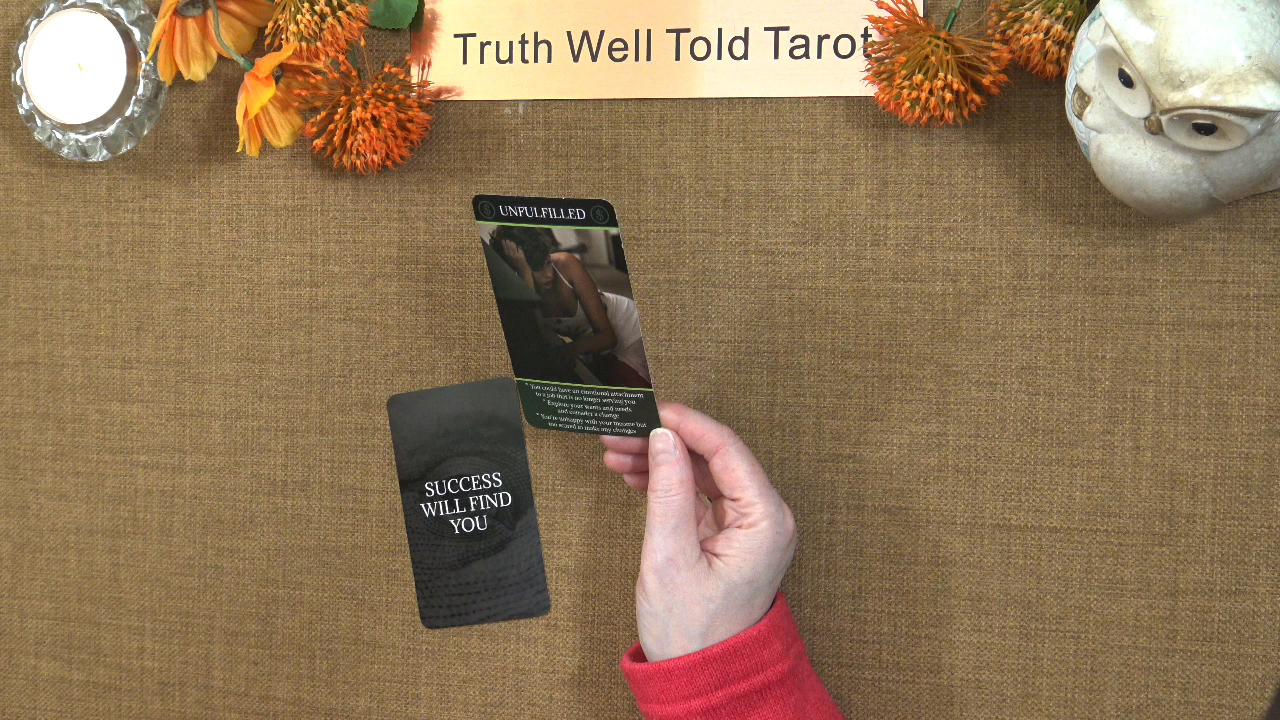 Truth Well Told Tarot
UNFULFILLED
* You could have an emotional attachment
to a job that is no longer serving you
* Explore your wants and needs
and consider a change
* You're unhappy with your income but
too scared to make any changes
SUCCESS
WILL FIND
YOU